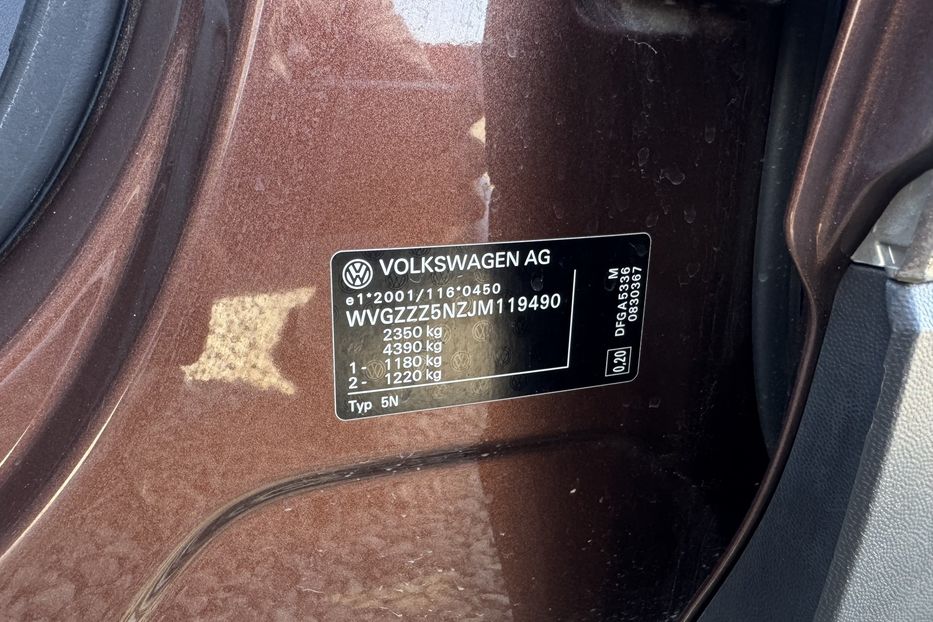 VOLKSWAGEN AG
e1*2001/116*0450
WVGZZZ5NZJM119490
2350 kg
4390 kg
1- 1180 kg
2- 1220 kg
Typ 5N
0,20
DFGA5336 M
0830367